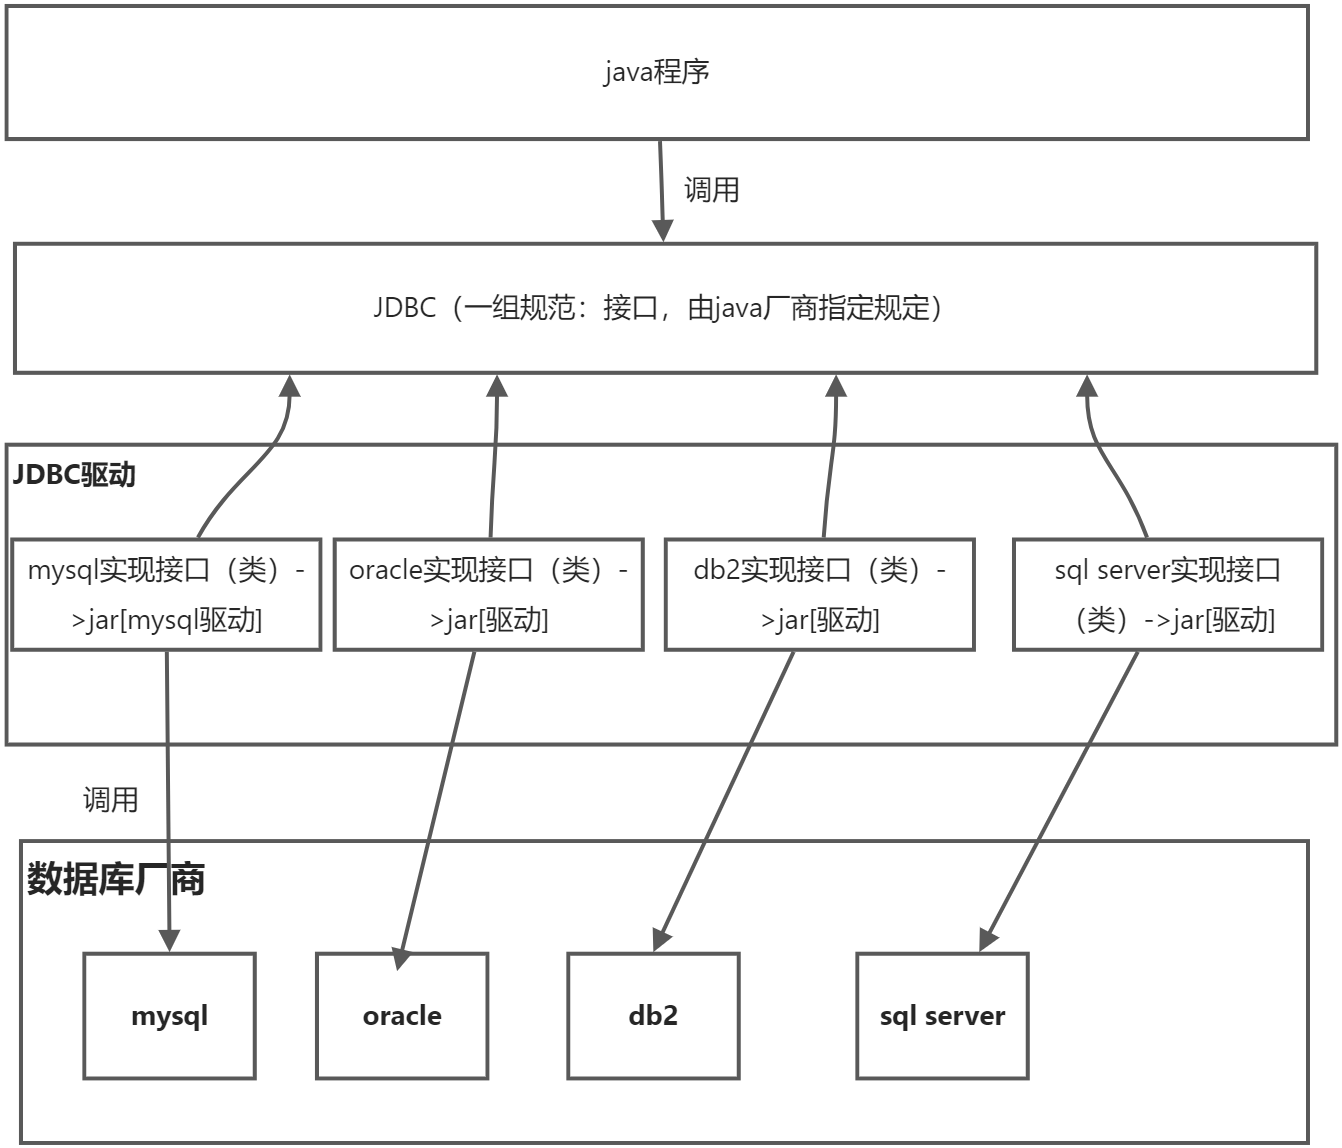 java程序
调用
JDBC（一组规范：接口，由java厂商指定规定）
JDBC驱动
mysql实现接口（类）-
>jar[mysql驱动]
oracle实现接口（类）-
>jar[驱动]
db2实现接口（类）-
>jar[驱动]
sql server实现接口
（类）->jar[驱动]
调用
数据库厂商
mysql
oracle
db2
sql server